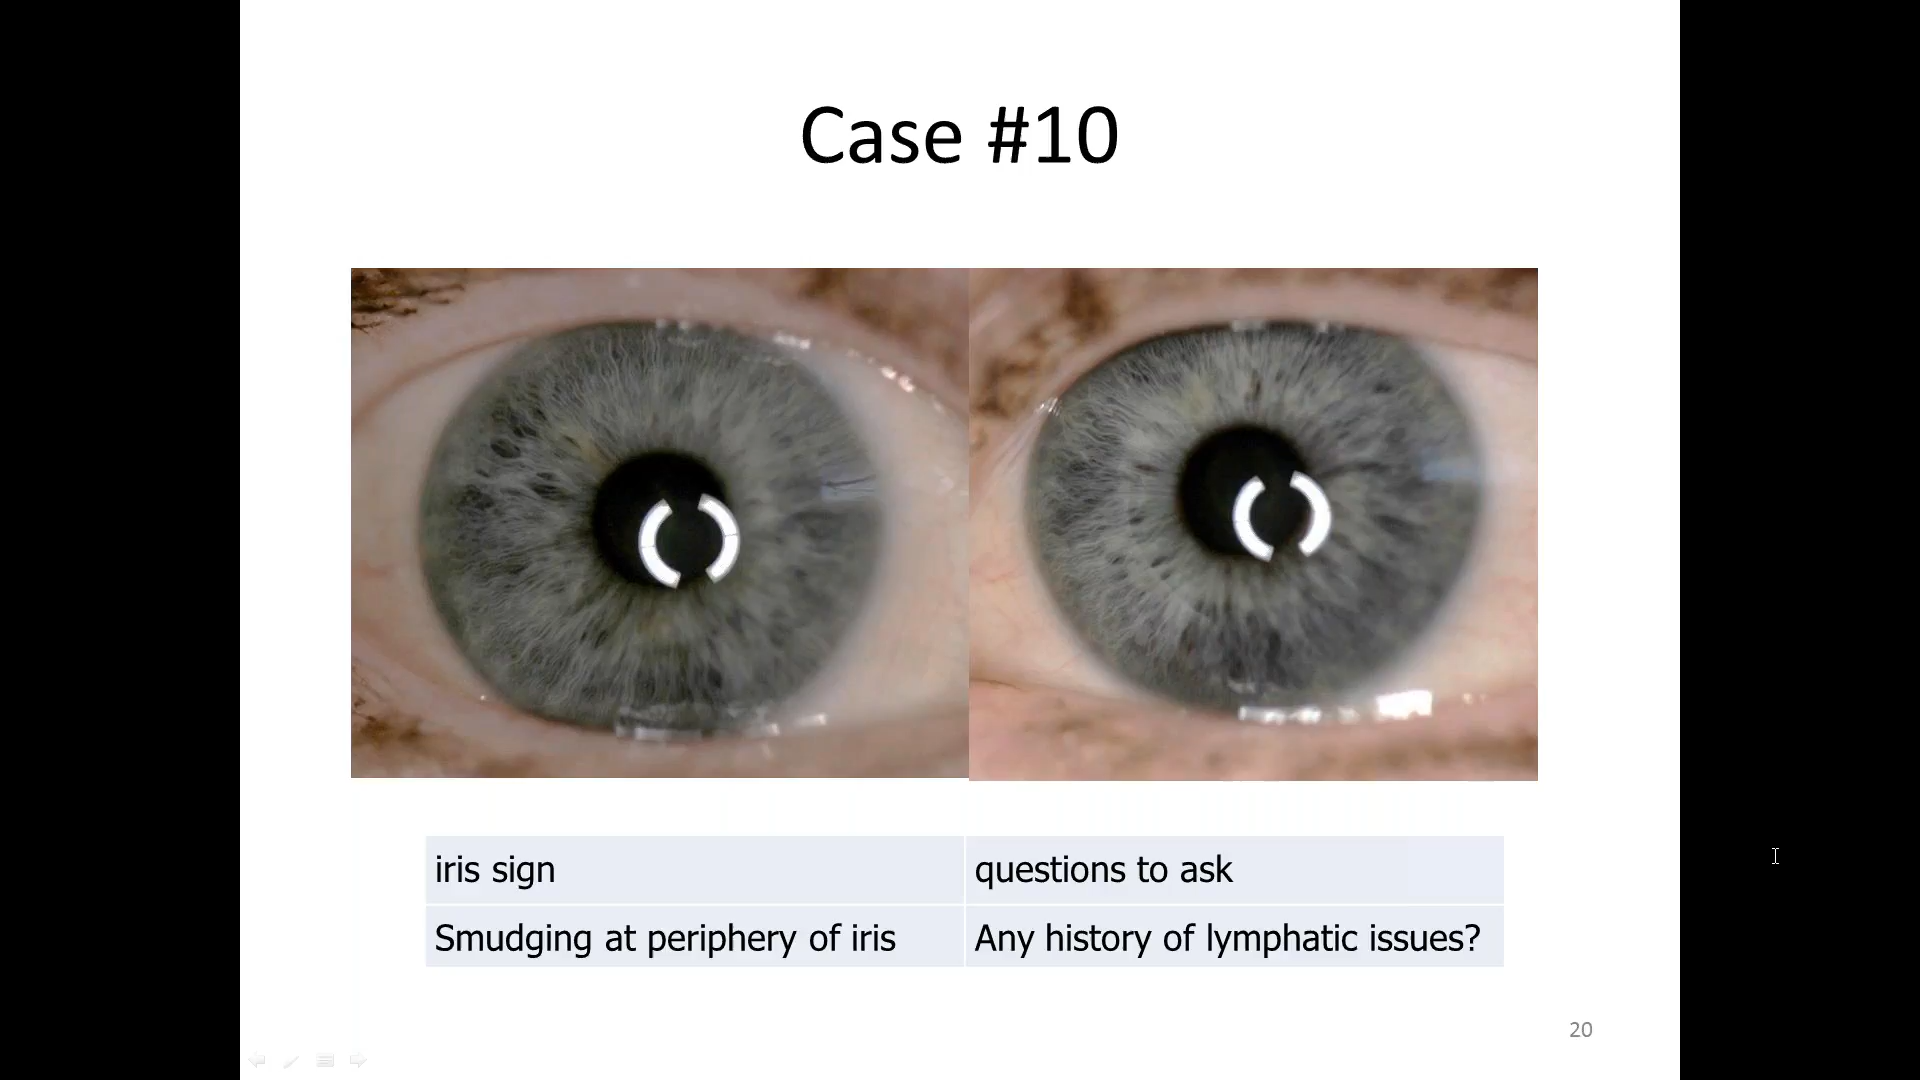 Case #10
iris sign
questions to ask
Smudging at periphery of iris
Any history of lymphatic issues?
20